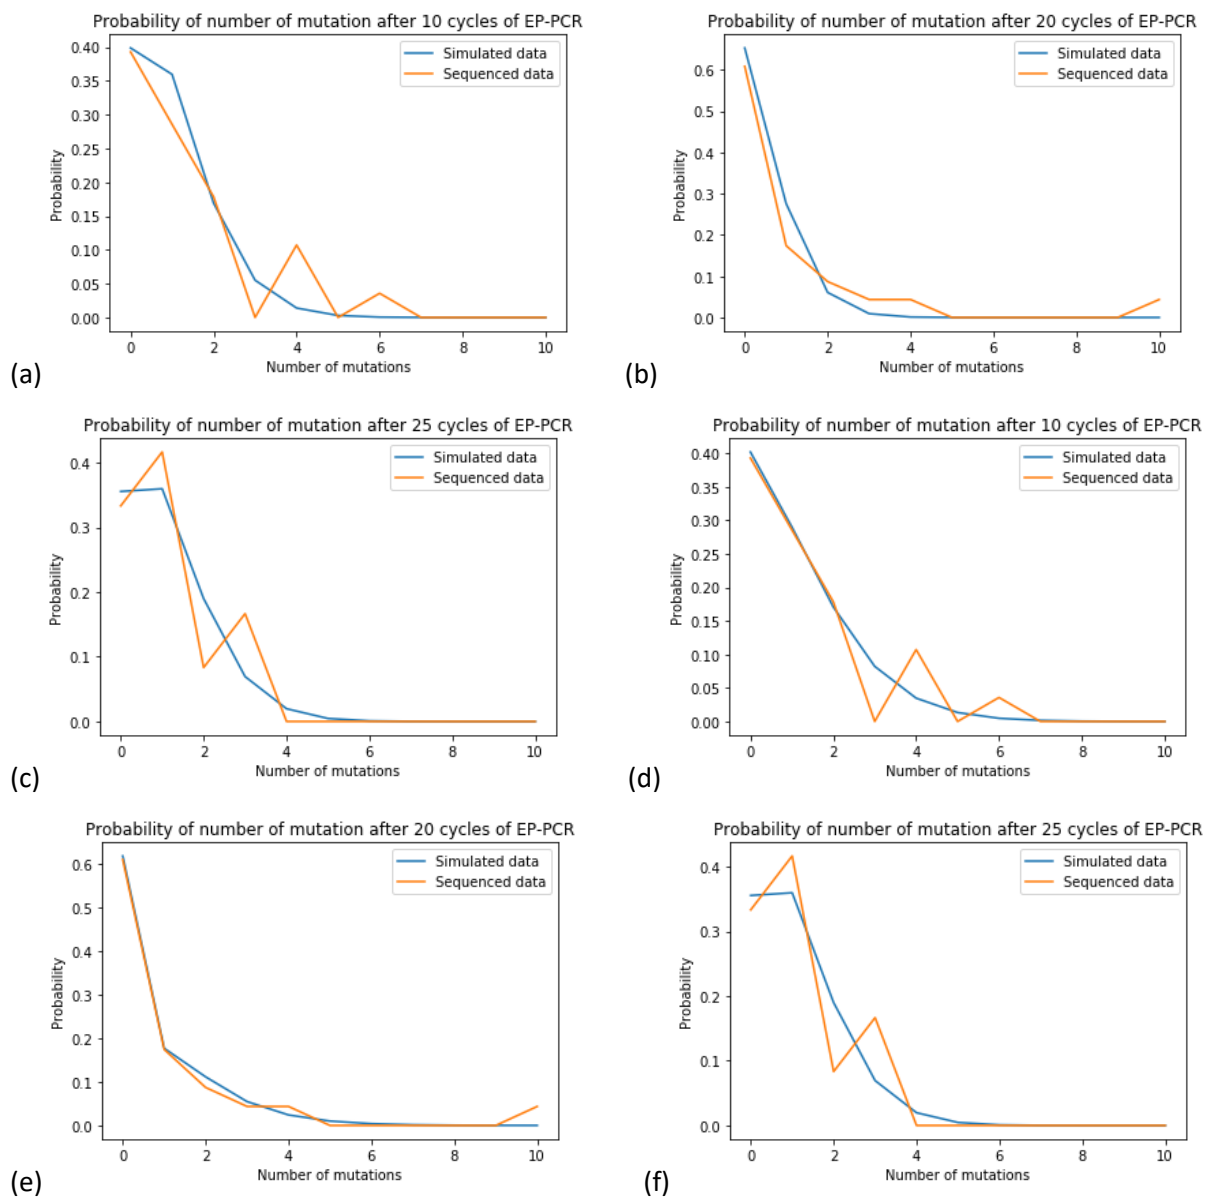 Probability of number of mutation after 10 cycles of EP-PCR
Simulated data
Sequenced data
0.40
0.35
0.30
0.25
0.20
0.15
0.10
0.05
0.00
Probability
0 2 4 6 8 10
Number of mutations
(a)
Probability of number of mutation after 20 cycles of EP-PCR
Simulated data
Sequenced data
0.6
0.5
0.4
0.3
0.2
0.1
0.0
Probability
0 2 4 6 8 10
Number of mutations
(b)
Probability of number of mutation after 25 cycles of EP-PCR
Simulated data
Sequenced data
0.4
0.3
0.2
0.1
0.0
Probability
0 2 4 6 8 10
Number of mutations
(c)
Probability of number of mutation after 10 cycles of EP-PCR
Simulated data
Sequenced data
0.40
0.35
0.30
0.25
0.20
0.15
0.10
0.05
0.00
Probability
0 2 4 6 8 10
Number of mutations
(d)
Probability of number of mutation after 20 cycles of EP-PCR
Simulated data
Sequenced data
0.6
0.5
0.4
0.3
0.2
0.1
0.0
Probability
0 2 4 6 8 10
Number of mutations
(e)
Probability of number of mutation after 25 cycles of EP-PCR
Simulated data
Sequenced data
0.4
0.3
0.2
0.1
0.0
Probability
0 2 4 6 8 10
Number of mutations
(f)